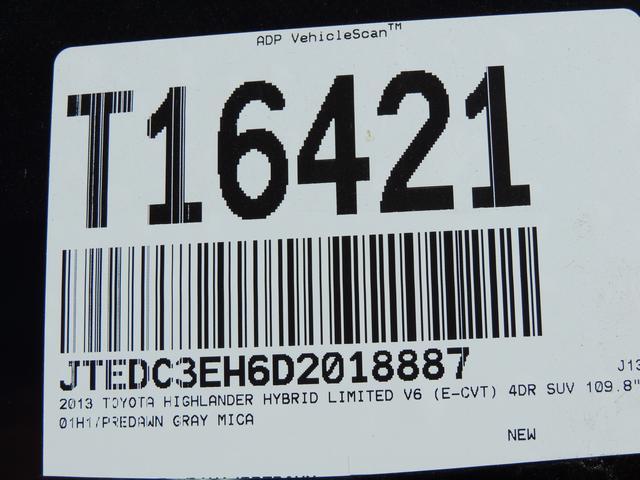 ADP VehicleScan™
T16421
JTEDC3EH6D2018887
J13
2013 TOYOTA HIGHLANDER HYBRID LIMITED V6 (E-CVT) 4DR SUV 109.8"
01H1/PREDAWN GRAY MICA
NEW